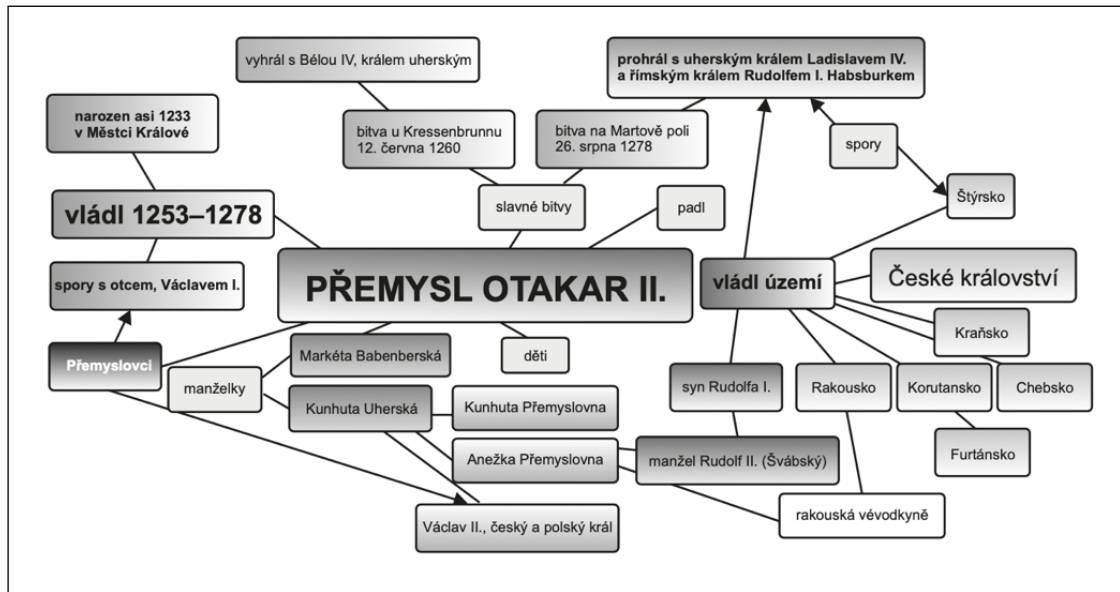 vyhrál s Bélou IV, králem uherským
prohrál s uherským králem Ladislavem IV.
a římským králem Rudolfem I. Habsburkem
narozen asi 1233
v Městci Králové
bitva u Kressenbrunnu
12. června 1260
bitva na Martově poli
26. srpna 1278
spory
vládl 1253–1278
slavné bitvy
padl
Štýrsko
spory s otcem, Václavem I.
PŘEMYSL OTAKAR II.
vládl území
České království
Kraňsko
Přemyslovci
Markéta Babenberská
děti
manželky
syn Rudolfa I.
Rakousko
Korutansko
Chebsko
Kunhuta Uherská
Kunhuta Přemyslovna
Furtánsko
Anežka Přemyslovna
manžel Rudolf II. (Švábský)
rakouská vévodkyně
Václav II., český a polský král